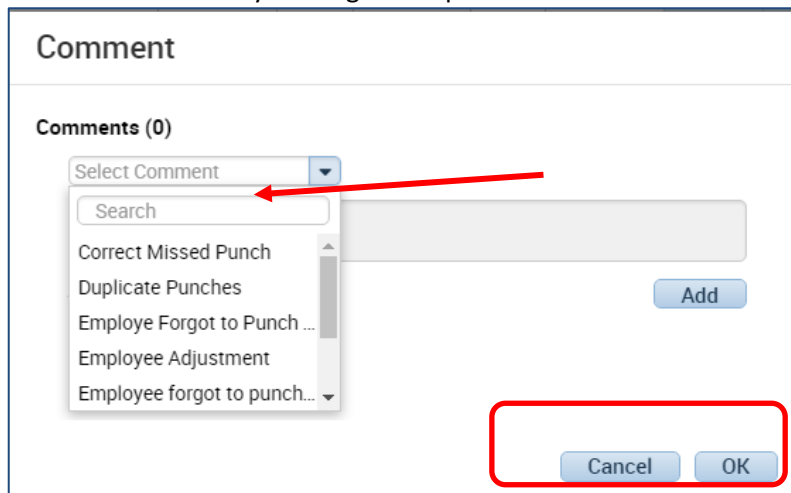 Comment
Comments (0)
Select Comment
Search
Correct Missed Punch
Duplicate Punches
Add
Employe Forgot to Punch ...
Employee Adjustment
Employee forgot to punch...
Cancel OK